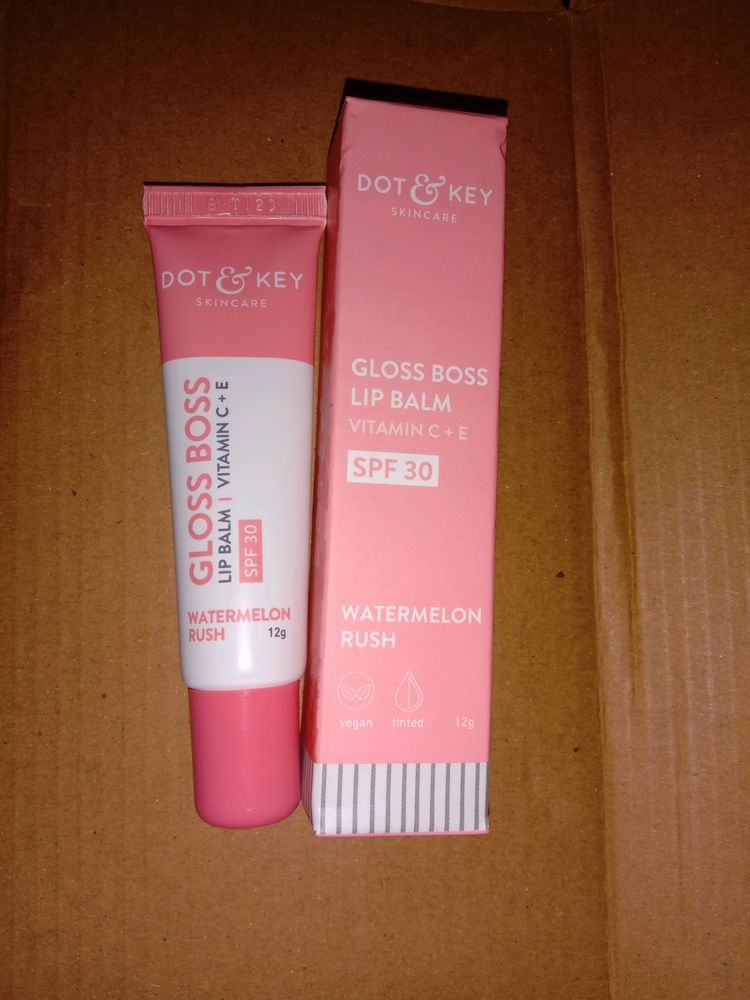 DOT & KEY
SKINCARE
GLOSS BOSS
LIP BALM | VITAMIN C + E
SPF 30
WATERMELON
RUSH
12g
DOT & KEY
SKINCARE
GLOSS BOSS
LIP BALM
VITAMIN C + E
SPF 30
WATERMELON
RUSH
vegan
tinted
12g